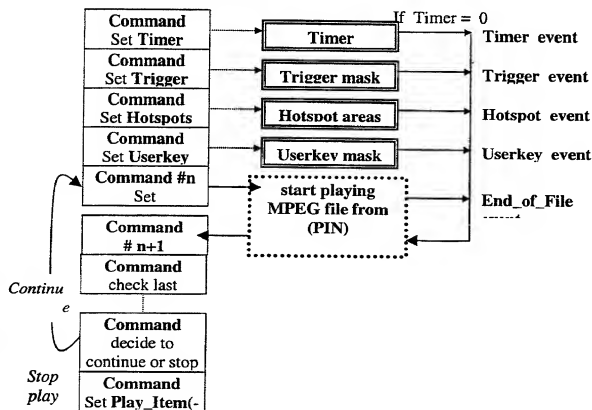 If Timer = 0
Command
Set Timer
Timer
Timer event
Command
Set Trigger
Trigger mask
Trigger event
Command
Set Hotspots
Hotspot areas
Hotspot event
Command
Set Userkey
Userkey mask
Userkey event
Command #n
Set
start playing
MPEG file from
(PIN)
End_of_File
Command
# n+1
Command
check last
Continu
e
Command
decide to
continue or stop
Stop
play
Command
Set Play_Item(-